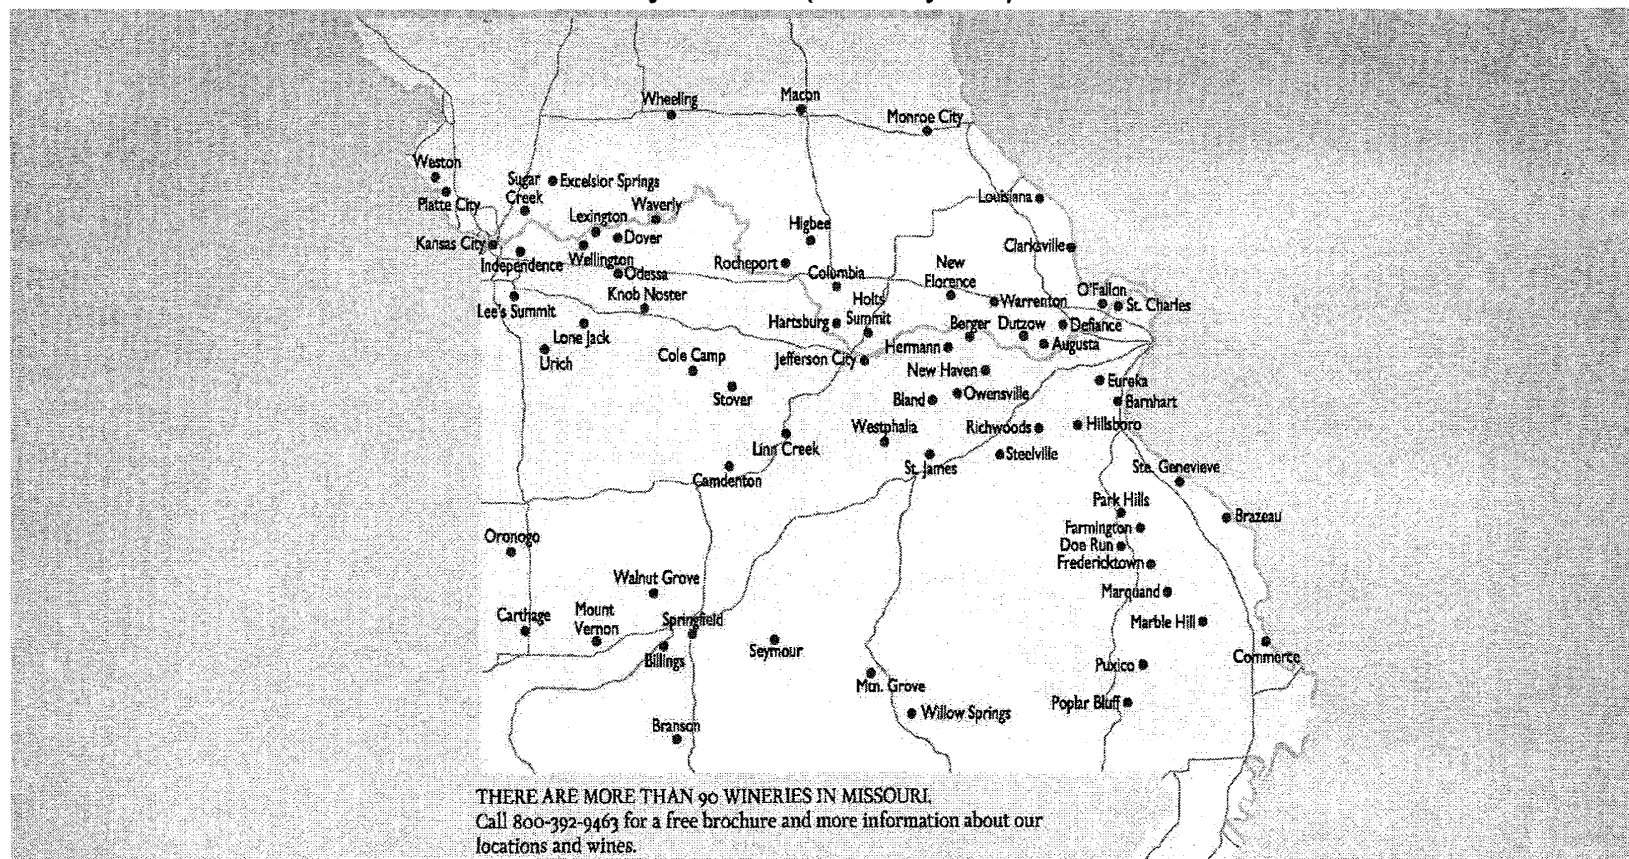 Wheeling
Macon
Monroe City
Weston
Platte City
Sugar
Creek
Excelsior Springs
Lexington
Waverly
Louisiana
Kansas City
Dover
Higbee
Clarksville
Independence
Wellington
Odessa
Rocheport
Columbia
New
Florence
Lee's Summit
Knob Noster
Holts
Summit
Warrenton
O'Fallon
St. Charles
Lone Jack
Hartsburg
Berger
Dutzow
Defiance
Urich
Cole Camp
Jefferson City
Hermann
Augusta
Stover
New Haven
Eureka
Bland
Owensville
Barnhart
Linn Creek
Westphalia
Richwoods
Hillsboro
Camdenton
St. James
Steelville
Ste. Genevieve
Park Hills
Brazeau
Oronogo
Farmington
Doe Run
Fredericktown
Walnut Grove
Marquand
Carthage
Mount
Vernon
Springfield
Marble Hill
Billings
Seymour
Commerce
Puxico
Mtn. Grove
Poplar Bluff
Willow Springs
Branson
THERE ARE MORE THAN 90 WINERIES IN MISSOURI.
Call 800-392-9463 for a free brochure and more information about our
locations and wines.